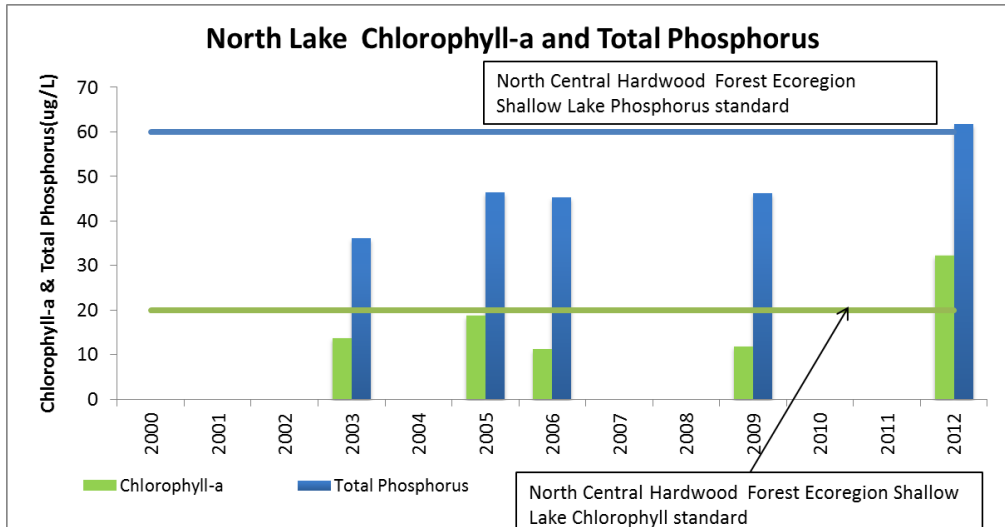 North Lake  Chlorophyll-a and Total Phosphorus
North Central Hardwood  Forest Ecoregion
Shallow Lake Phosphorus standard
Chlorophyll-a & Total Phosphorus(ug/L)
70
60
50
40
30
20
10
0
2000
2001
2002
2003
2004
2005
2006
2007
2008
2009
2010
2011
2012
Chlorophyll-a
Total Phosphorus
North Central Hardwood  Forest Ecoregion Shallow
Lake Chlorophyll standard